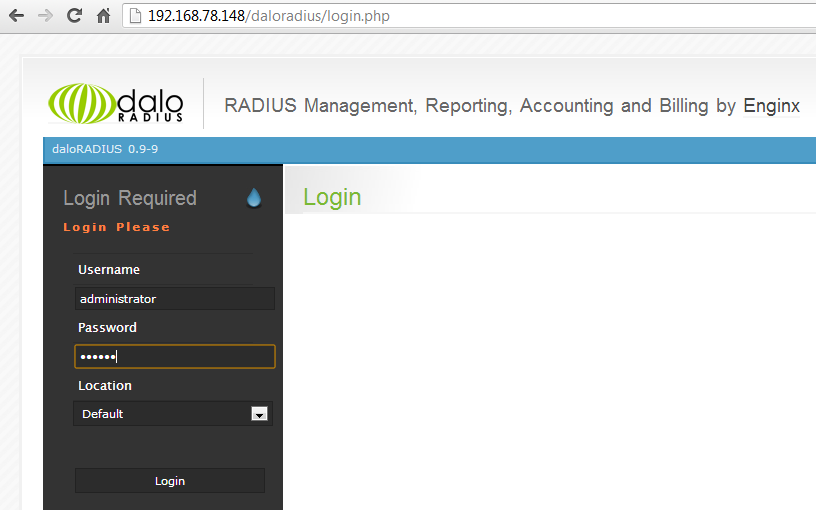 192.168.78.148/daloradius/login.php
dalo
RADIUS
RADIUS Management, Reporting, Accounting and Billing by Enginx
daloRADIUS 0.9-9
Login Required
Login Please
Username
administrator
Password
••••••
Location
Default
Login
Login